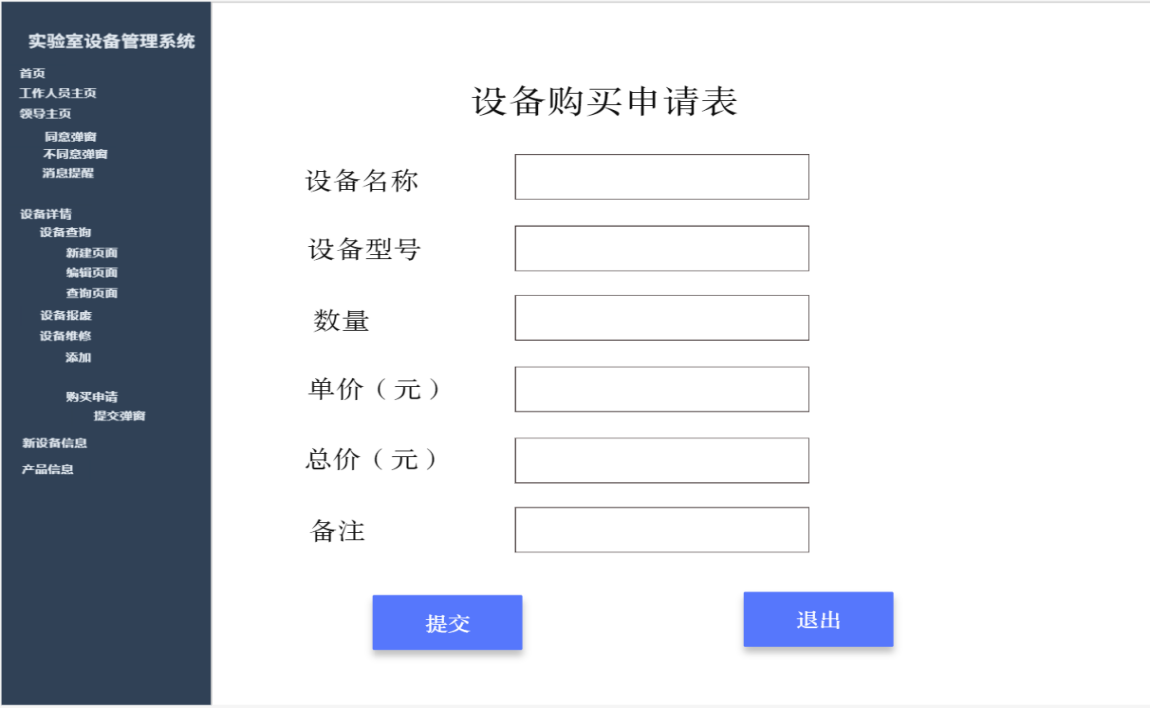 实验室设备管理系统
首页
工作人员主页
领导主页
同意弹窗
不同意弹窗
消息提醒
设备详情
设备查询
新建页面
编辑页面
查询页面
设备报废
设备维修
添加
购买申请
提交弹窗
新设备信息
产品信息
设备购买申请表
设备名称
设备型号
数量
单价（元）
总价（元）
备注
提交
退出